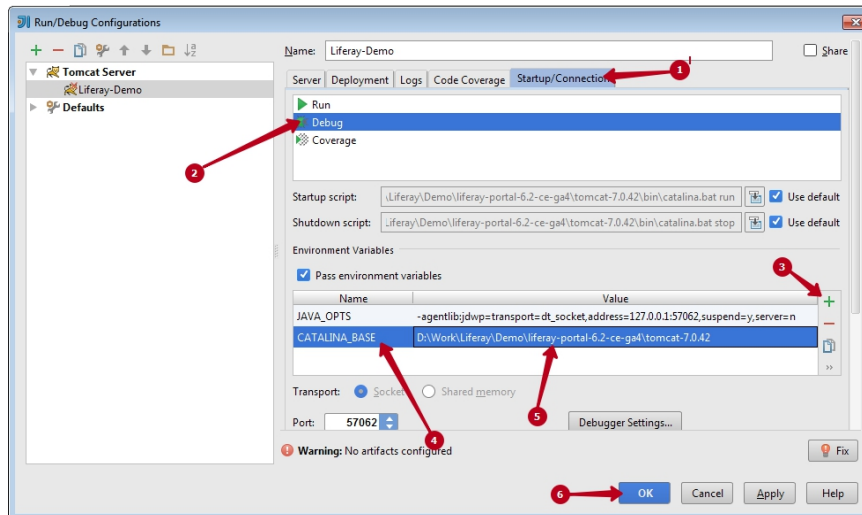 Run/Debug Configurations
Name: Liferay-Demo
Share
Tomcat Server
Liferay-Demo
Defaults
Server Deployment Logs Code Coverage Startup/Connection
1
Run
Debug
Coverage
2
Startup script: .Liferay\Demo\liferay-portal-6.2-ce-ga4\tomcat-7.0.42\bin\catalina.bat run Use default
Shutdown script: .iferay\Demo\liferay-portal-6.2-ce-ga4\tomcat-7.0.42\bin\catalina.bat stop Use default
Environment Variables
Pass environment variables
3
Name Value
JAVA_OPTS -agentlib:jdwp=transport=dt_socket,address=127.0.0.1:57062,suspend=y,server=n
CATALINA_BASE D:\Work\Liferay\Demo\liferay-portal-6.2-ce-ga4\tomcat-7.0.42
Transport: Socket Shared memory
Port: 57062 Debugger Settings...
5
4
Warning: No artifacts configured Fix
6
OK Cancel Apply Help